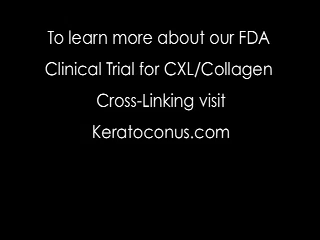 To learn more about our FDA
Clinical Trial for CXL/Collagen
Cross-Linking visit
Keratoconus.com